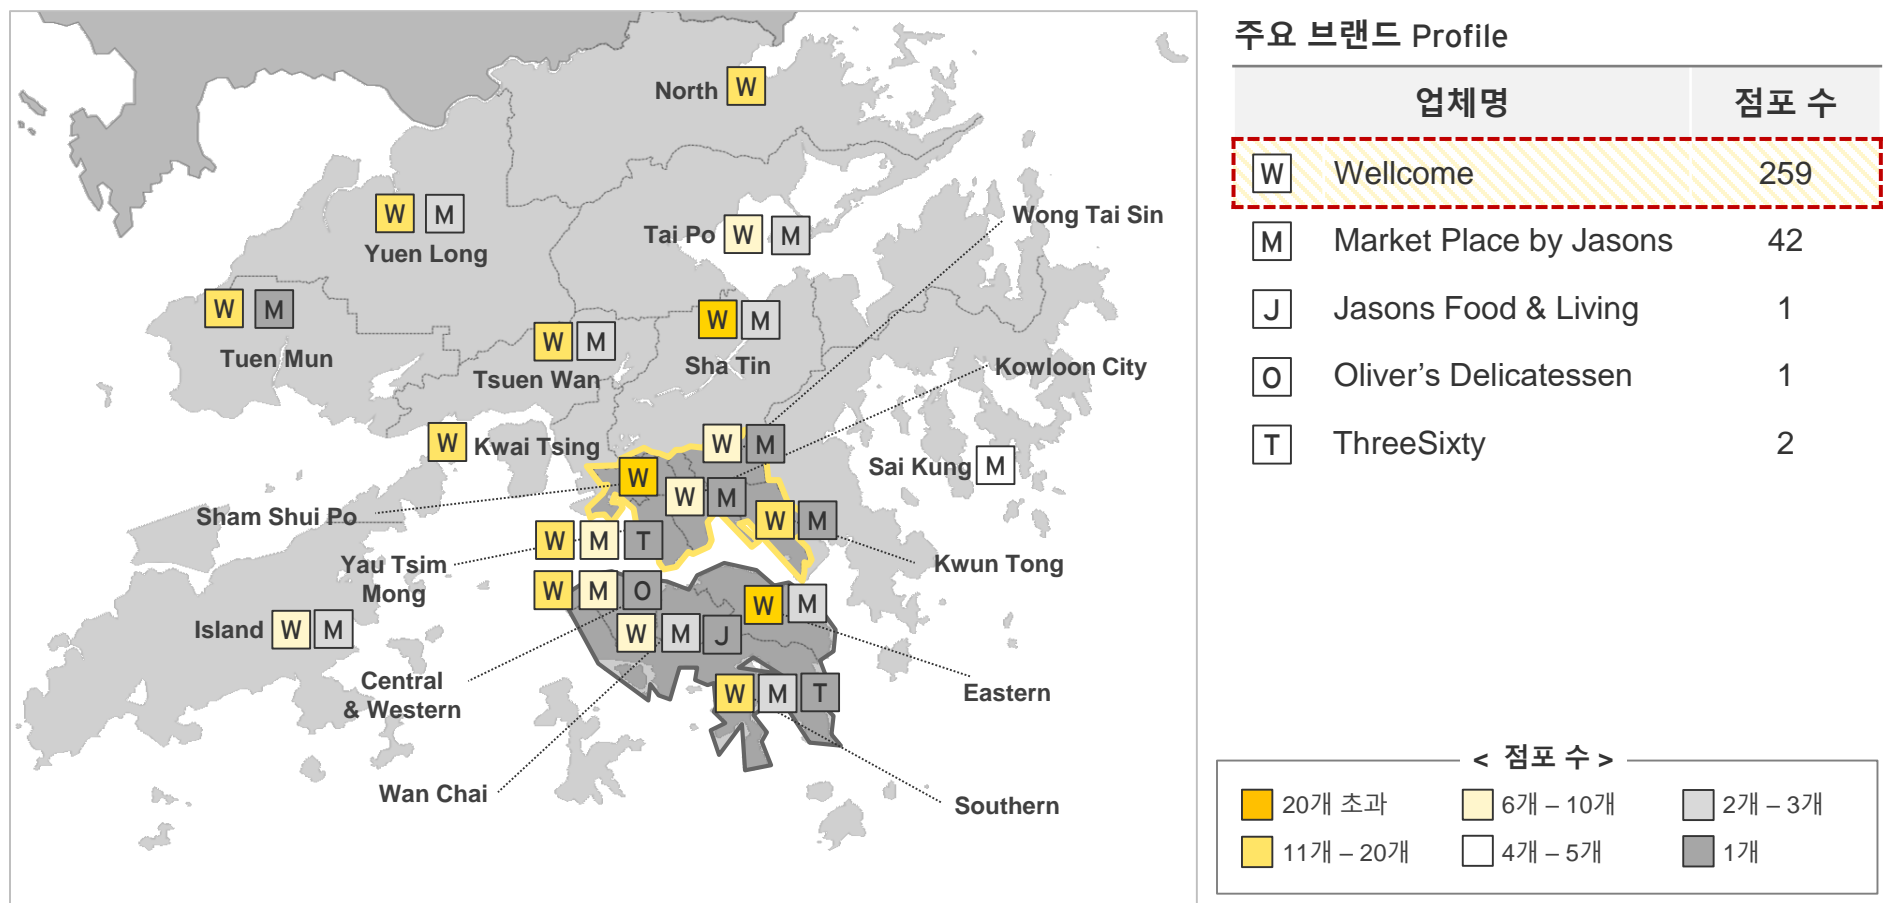 주요 브랜드 Profile
업체명 점포 수
W Wellcome 259
M Market Place by Jasons 42
J Jasons Food & Living 1
O Oliver’s Delicatessen 1
T ThreeSixty 2
North W
W M
Yuen Long
Tai Po W M
Wong Tai Sin
W M
Tuen Mun
W M
Tsuen Wan
W M
Sha Tin
Kowloon City
W Kwai Tsing
W M
Sai Kung M
W
W M
W M
Sham Shui Po
W M T
Yau Tsim
Mong
Kwun Tong
W M O
W M
Island W M
W M J
Central
& Western
Eastern
W M T
Wan Chai
Southern
< 점포 수 >
20개 초과
6개 – 10개
2개 – 3개
11개 – 20개
4개 – 5개
1개